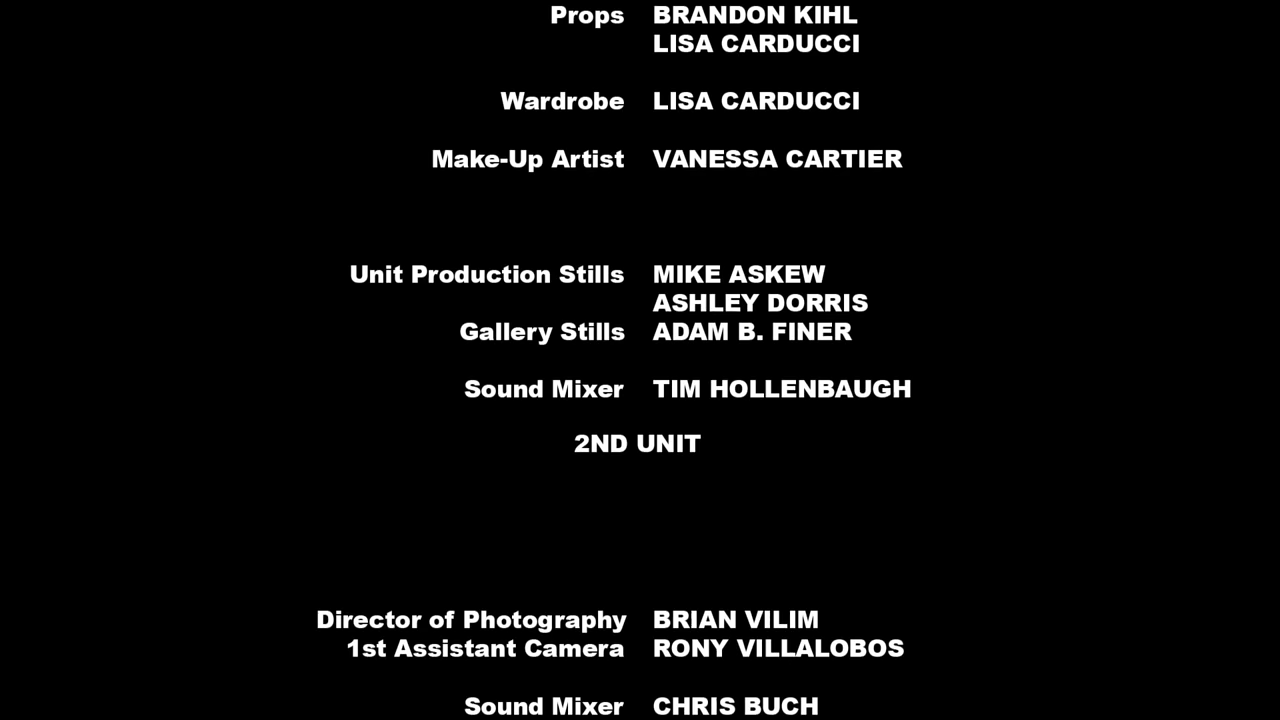 Props BRANDON KIHL
LISA CARDUCCI
Wardrobe LISA CARDUCCI
Make-Up Artist VANESSA CARTIER
Unit Production Stills MIKE ASKEW
ASHLEY DORRIS
Gallery Stills ADAM B. FINER
Sound Mixer TIM HOLLENBAUGH
2ND UNIT
Director of Photography BRIAN VILIM
1st Assistant Camera RONY VILLALOBOS
Sound Mixer CHRIS BUCH